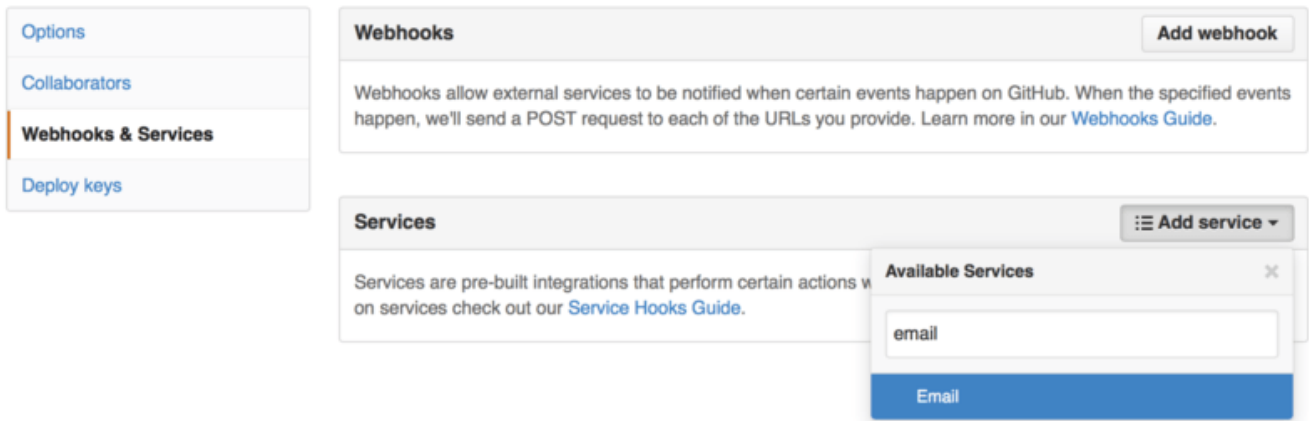 Options
Collaborators
Webhooks & Services
Deploy keys
Webhooks
Add webhook
Webhooks allow external services to be notified when certain events happen on GitHub. When the specified events
happen, we'll send a POST request to each of the URLs you provide. Learn more in our Webhooks Guide.
Services
Add service
Services are pre-built integrations that perform certain actions w
on services check out our Service Hooks Guide.
Available Services
email
Email